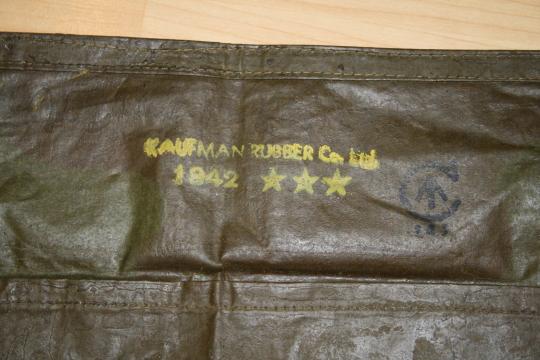 KAUFMAN RUBBER Co. Ltd.
1942 ★★★
C